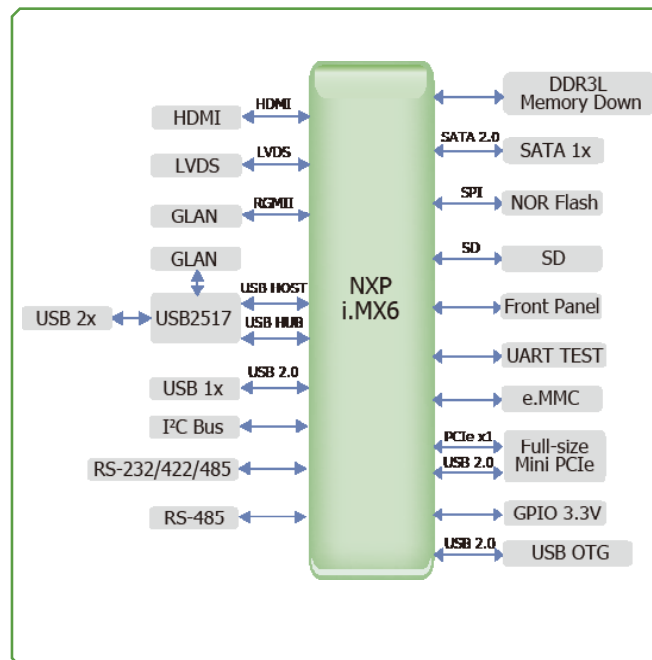 HDMI
HDMI
LVDS
LVDS
GLAN
RGMII
GLAN
USB 2x
USB2517
USB HOST
USB HUB
USB 1x
USB 2.0
I²C Bus
RS-232/422/485
RS-485
NXP
i.MX6
DDR3L
Memory Down
SATA 2.0
SATA 1x
SPI
NOR Flash
SD
SD
Front Panel
UART TEST
e.MMC
PCIe x1
USB 2.0
Full-size
Mini PCIe
GPIO 3.3V
USB 2.0
USB OTG